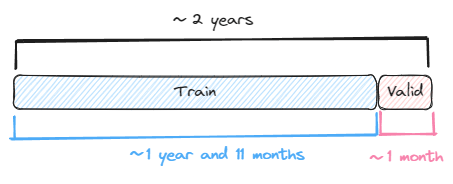 ~ 2 years
Train
Valid
~1 year and 11 months
~ 1 month